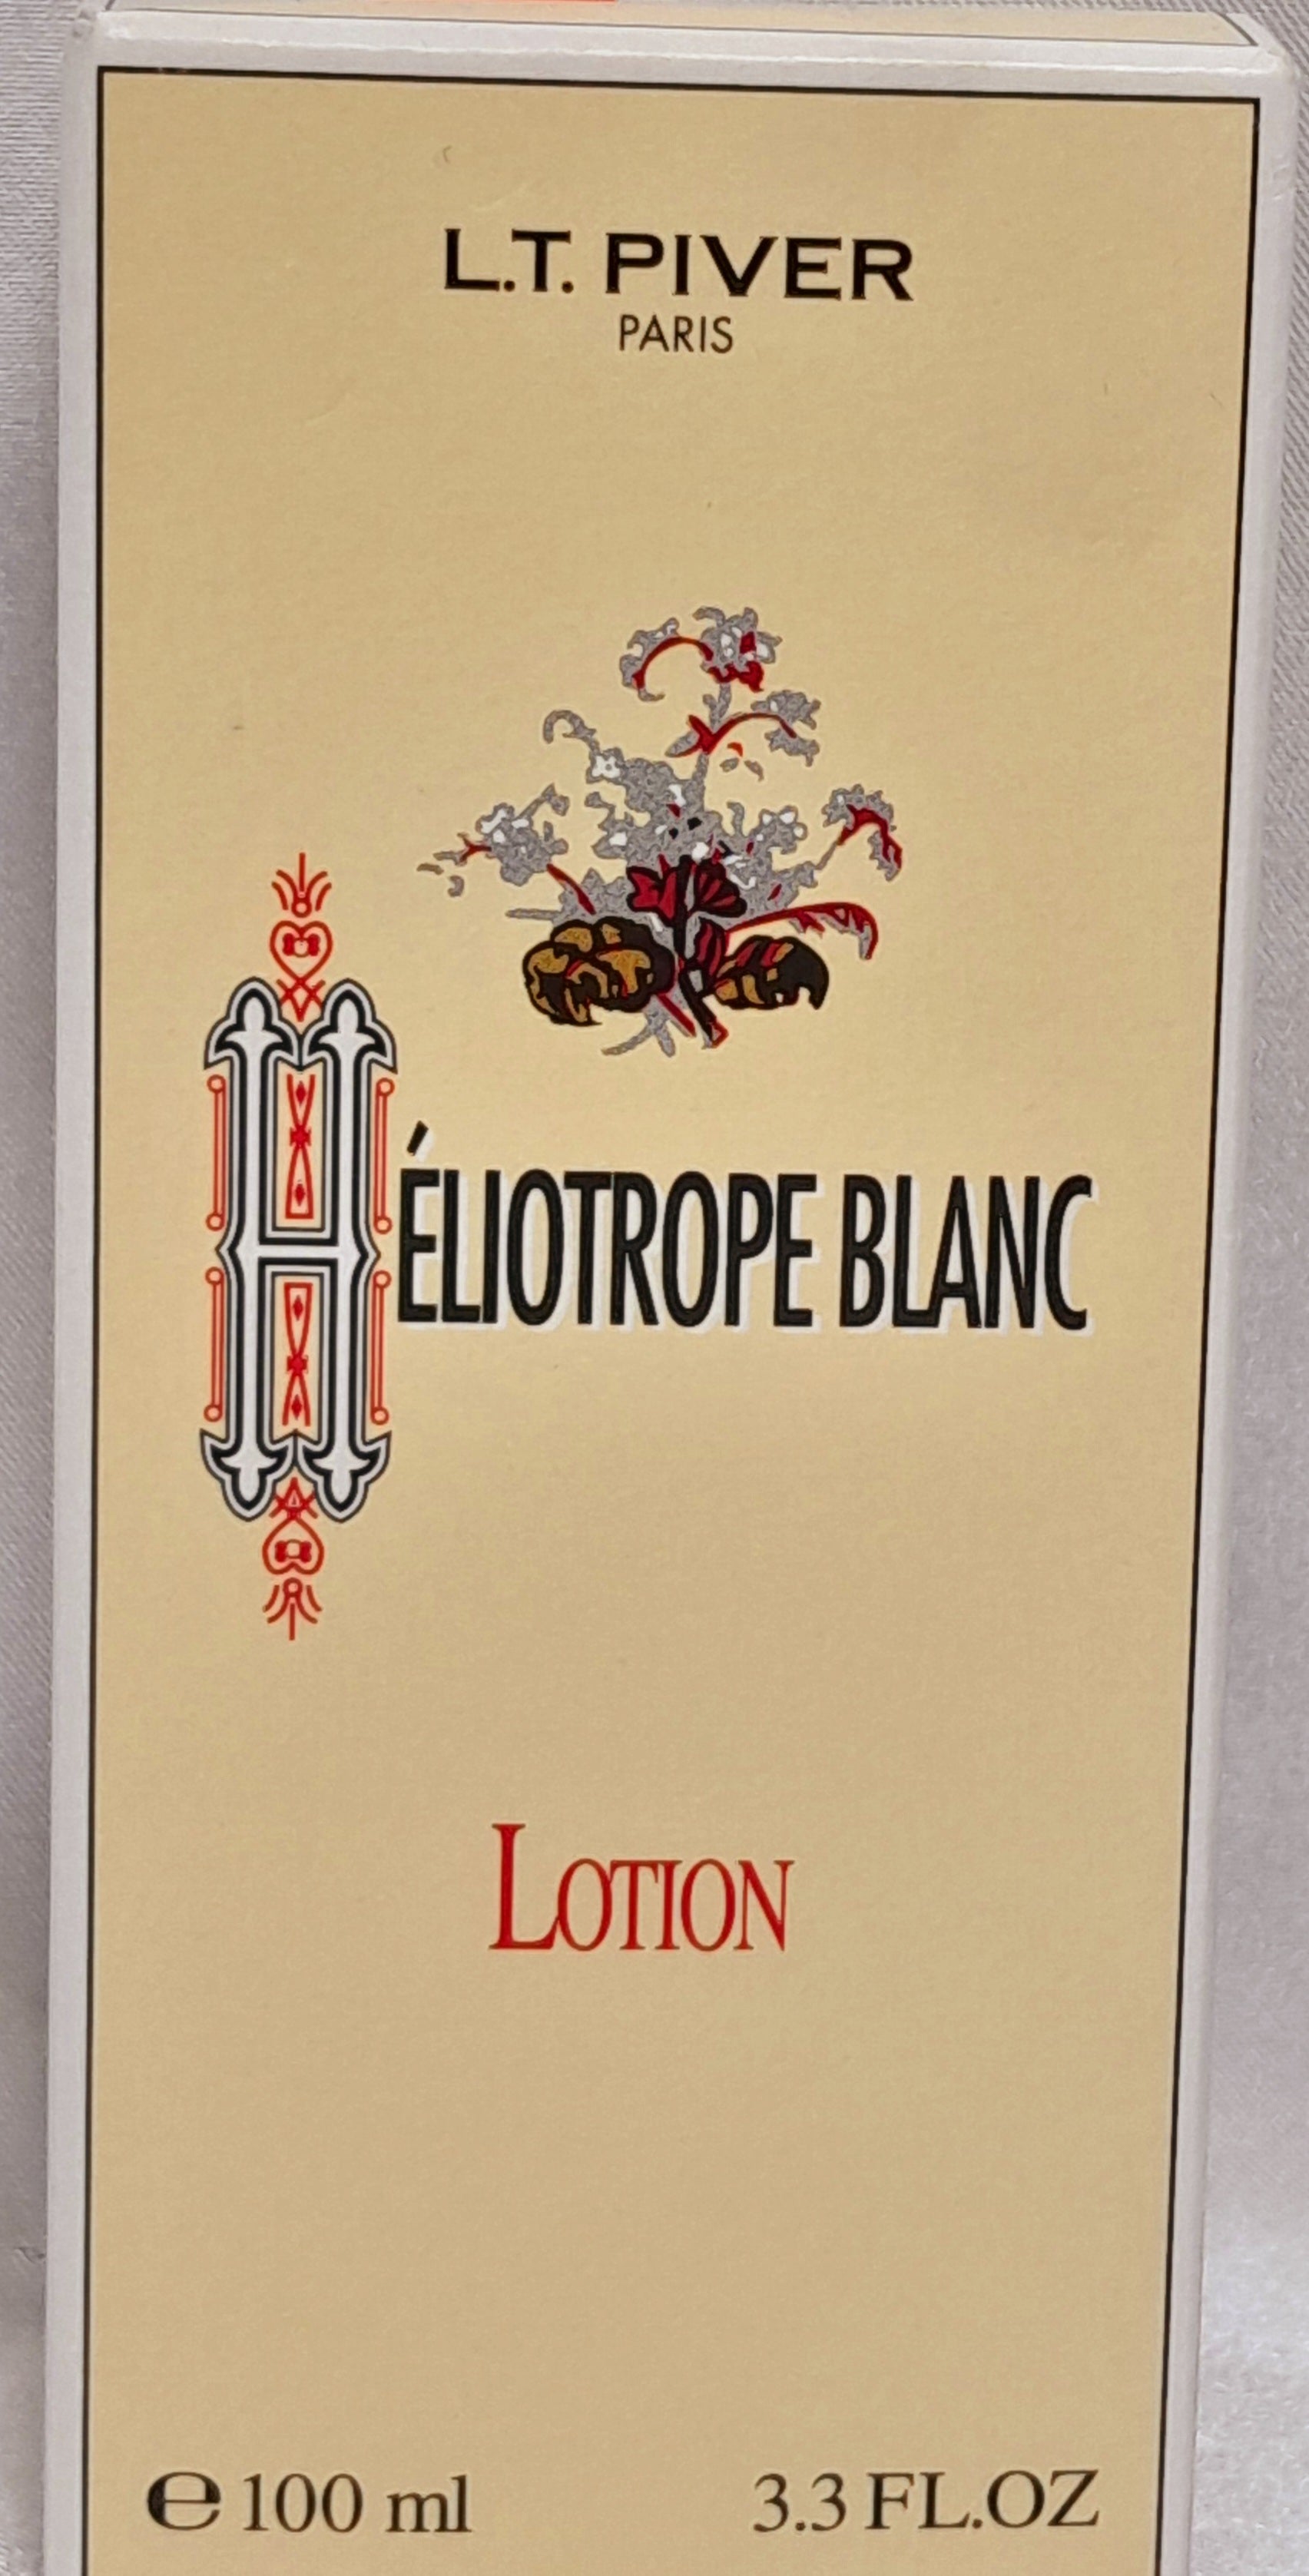 L.T. PIVER
PARIS
HÉLIOTROPE BLANC
LOTION
℮ 100 ml 3.3 FL.OZ